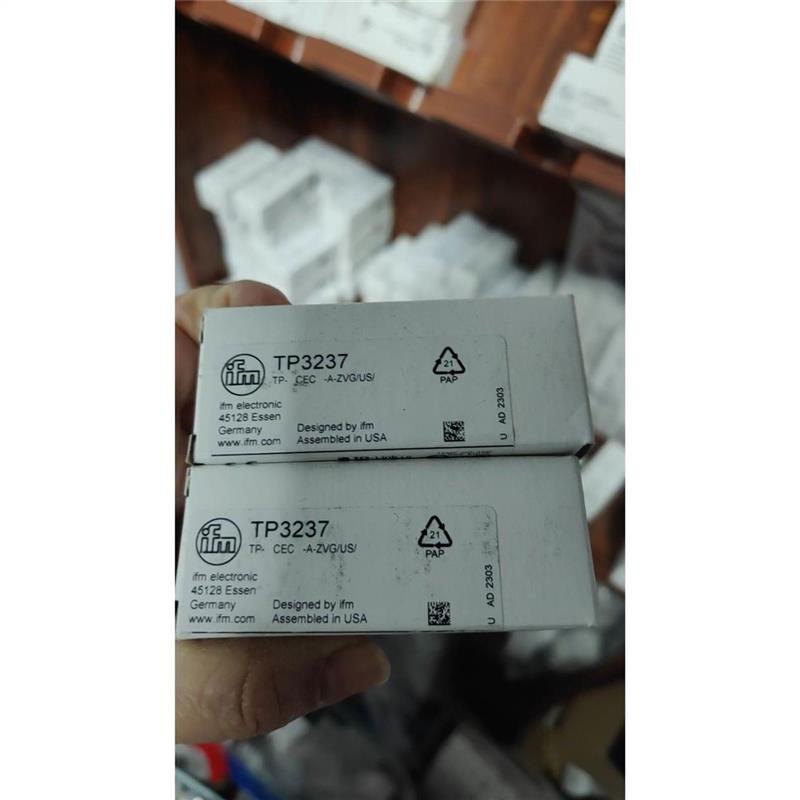 ifm
TP3237
TP- CEC -A-ZVG/US/
ifm electronic
45128 Essen
Germany
www.ifm.com
Designed by ifm
Assembled in USA
21
PAP
U AD 2303
ifm
TP3237
TP- CEC -A-ZVG/US/
ifm electronic
45128 Essen
Germany
www.ifm.com
Designed by ifm
Assembled in USA
21
PAP
U AD 2303